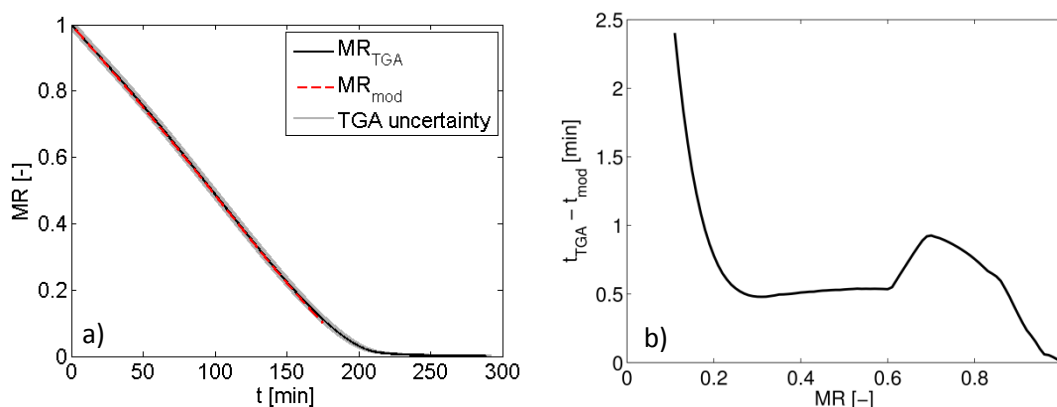 1
0.8
0.6
0.4
0.2
0
MR [-]
0 50 100 150 200 250 300
t [min]
MR_TGA
MR_mod
TGA uncertainty
a)
2.5
2
1.5
1
0.5
0
t_TGA − t_mod [min]
0 0.2 0.4 0.6 0.8
MR [−]
b)